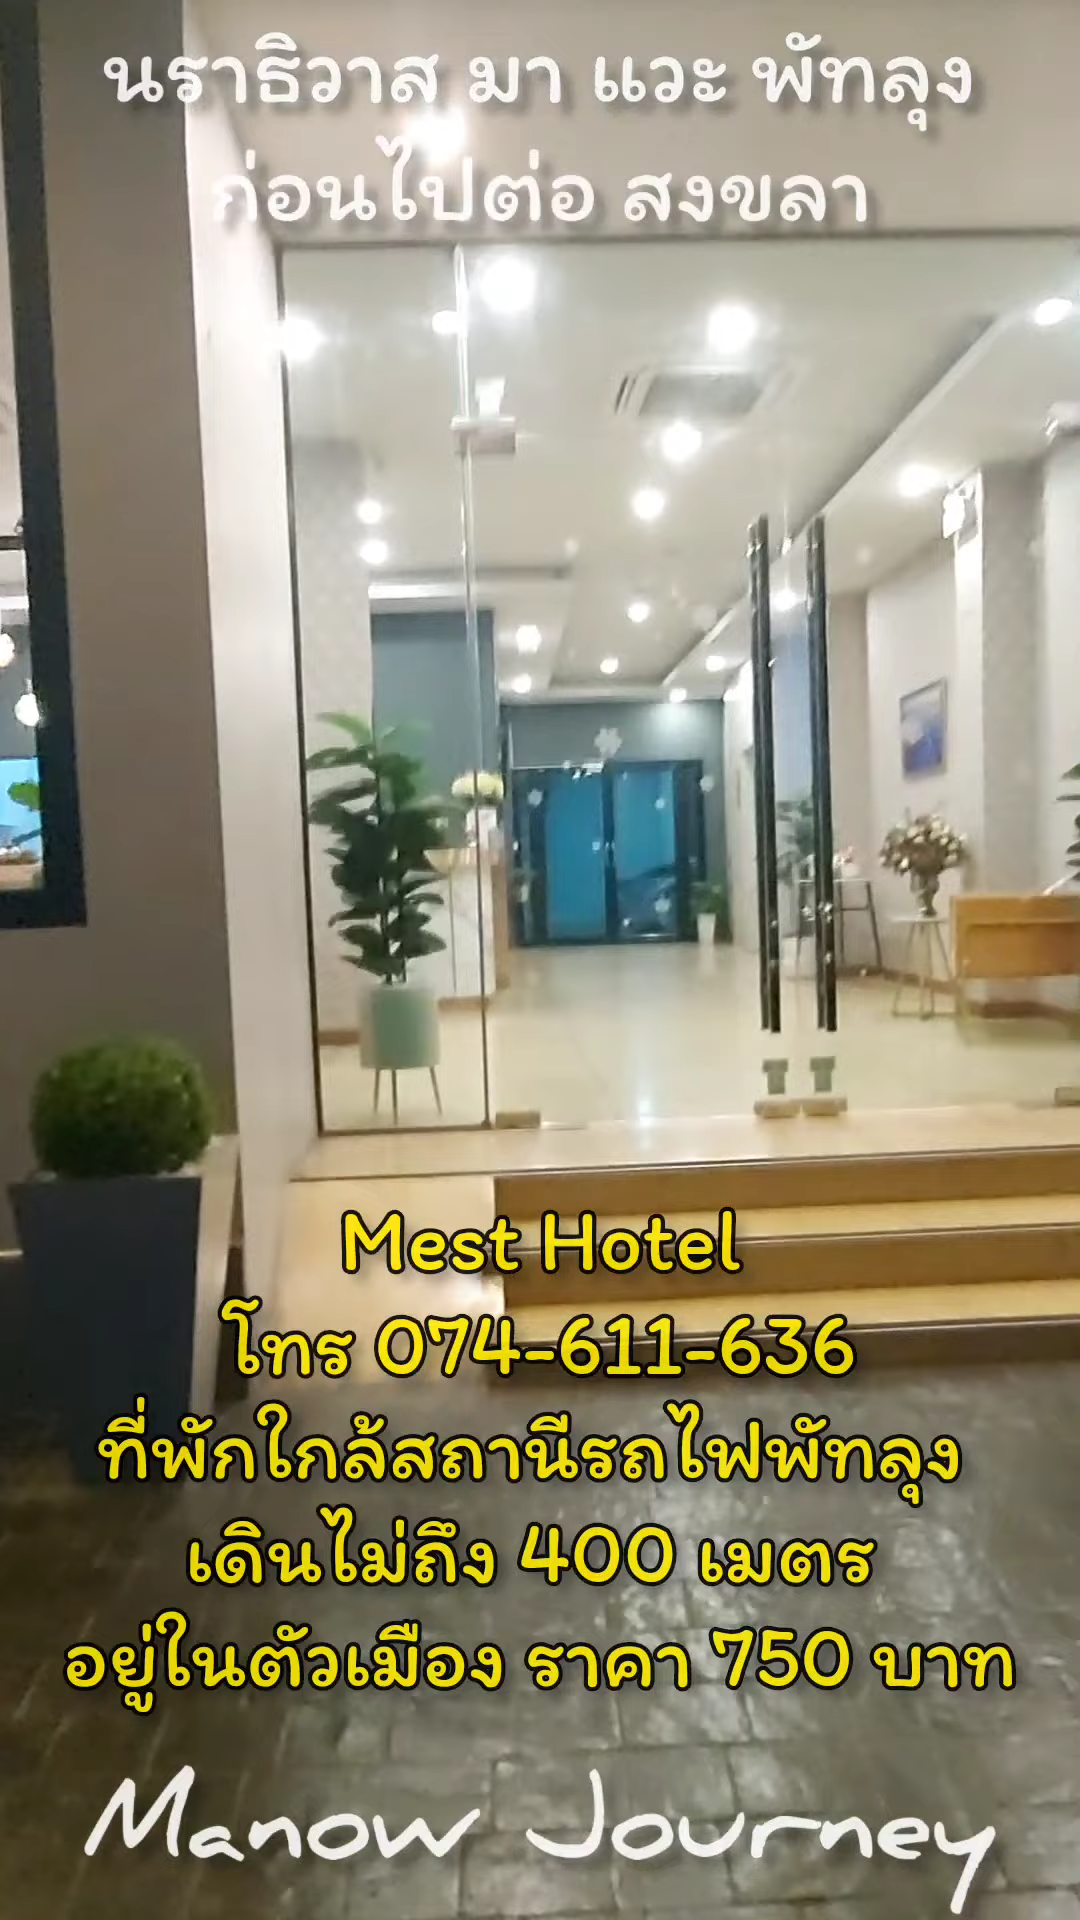 นราธิวาส มา แวะ พัทลุง
ก่อนไปต่อ สงขลา
Mest Hotel
โทร 074-611-636
ที่พักใกล้สถานีรถไฟพัทลุง
เดินไม่ถึง 400 เมตร
อยู่ในตัวเมือง ราคา 750 บาท
Manow Journey